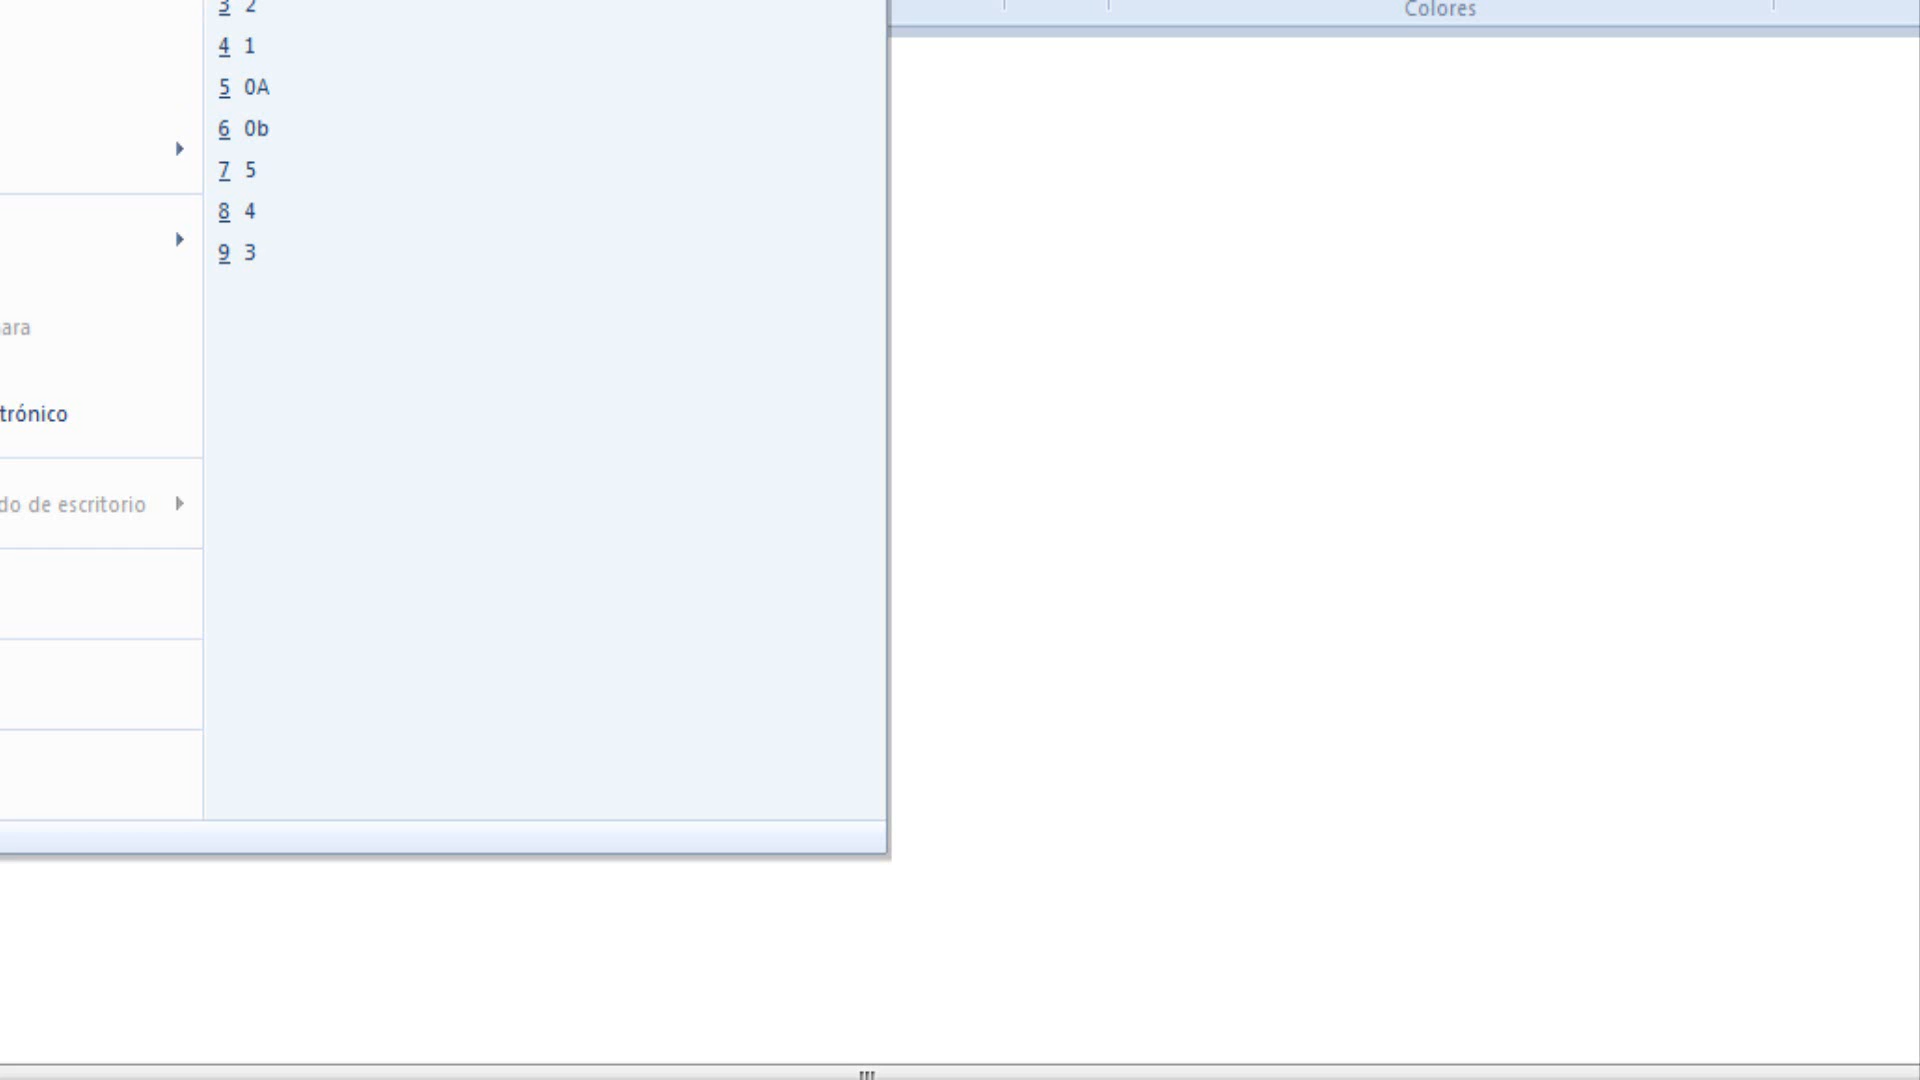 3 2
Colores
4 1
5 0A
6 0b
7 5
8 4
9 3
ara
trónico
do de escritorio